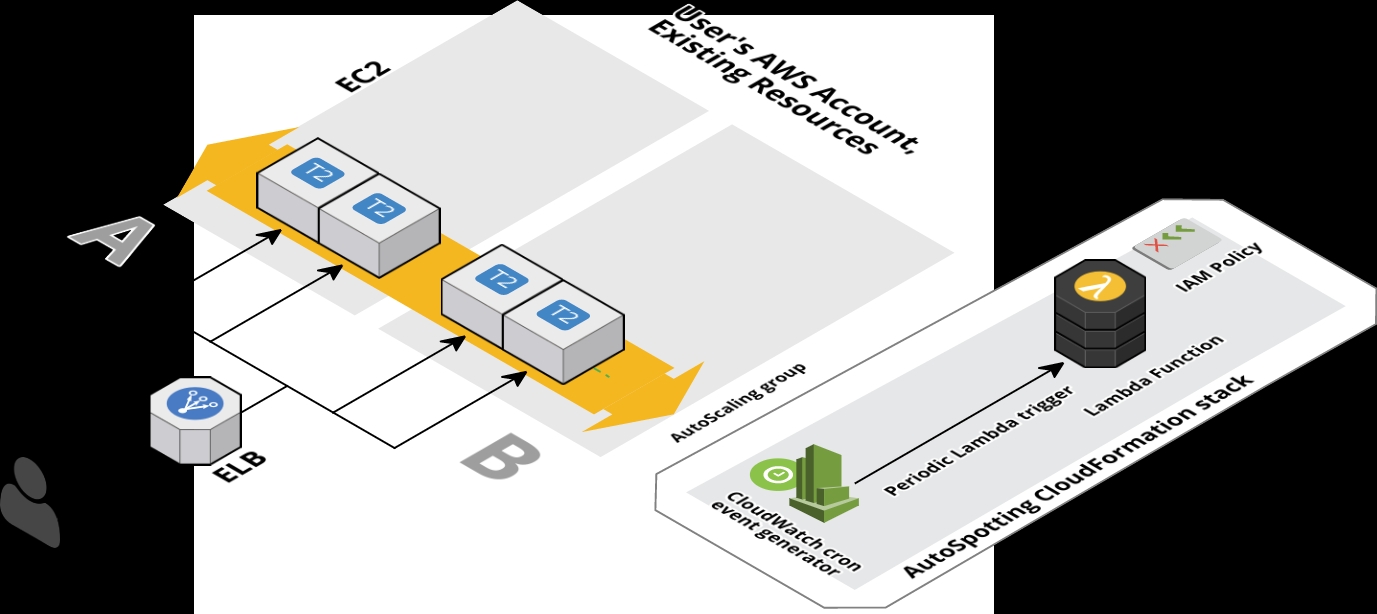 User's AWS Account,
Existing Resources
EC2
T2
T2
A
T2
T2
IAM Policy
AutoScaling group
Lambda Function
Periodic Lambda trigger
B
ELB
CloudWatch cron
event generator
AutoSpotting CloudFormation stack